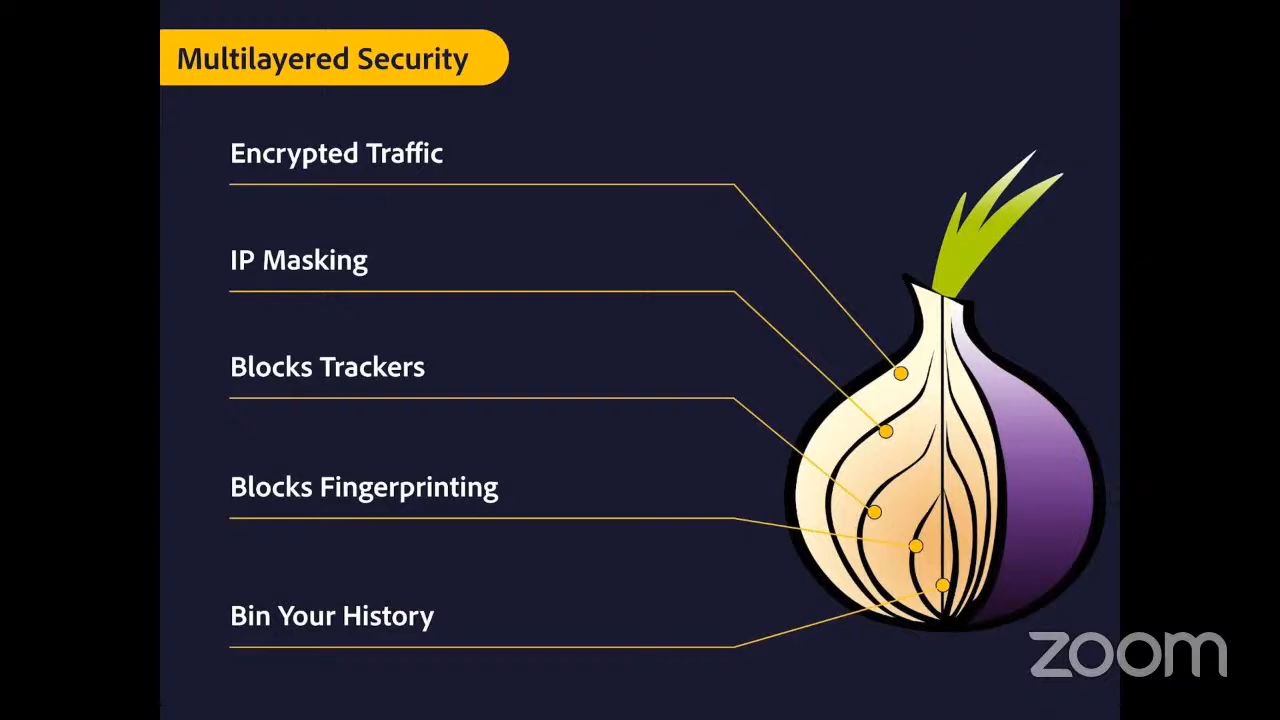 Multilayered Security
Encrypted Traffic
IP Masking
Blocks Trackers
Blocks Fingerprinting
Bin Your History
zoom